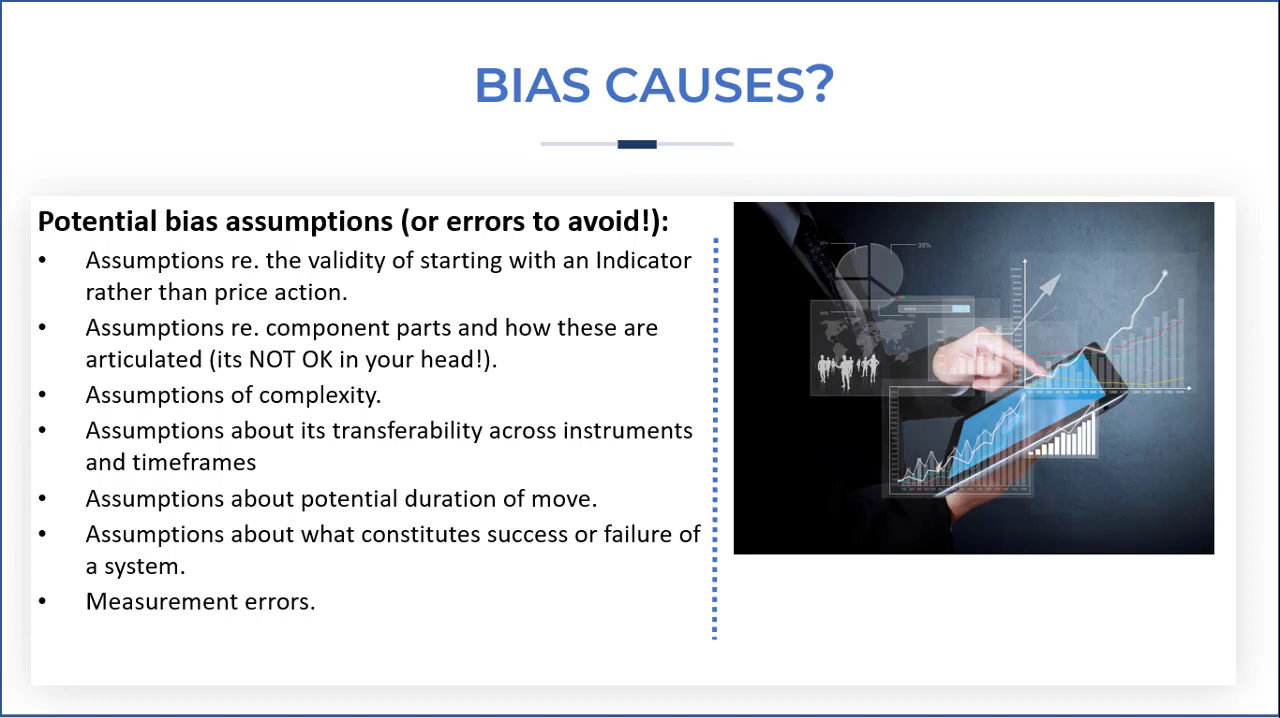 BIAS CAUSES?
Potential bias assumptions (or errors to avoid!):
• Assumptions re. the validity of starting with an Indicator
rather than price action.
• Assumptions re. component parts and how these are
articulated (its NOT OK in your head!).
• Assumptions of complexity.
• Assumptions about its transferability across instruments
and timeframes
• Assumptions about potential duration of move.
• Assumptions about what constitutes success or failure of
a system.
• Measurement errors.
35%